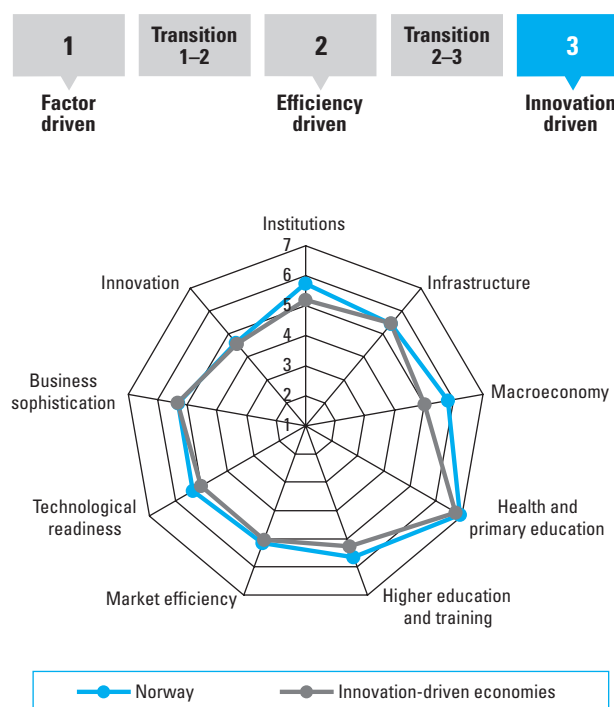 1
Transition
1–2
2
Transition
2–3
3
Factor
driven
Efficiency
driven
Innovation
driven
Institutions
7
6
5
4
3
2
1
Innovation
Infrastructure
Business
sophistication
Macroeconomy
Technological
readiness
Health and
primary education
Market efficiency
Higher education
and training
Norway
Innovation-driven economies